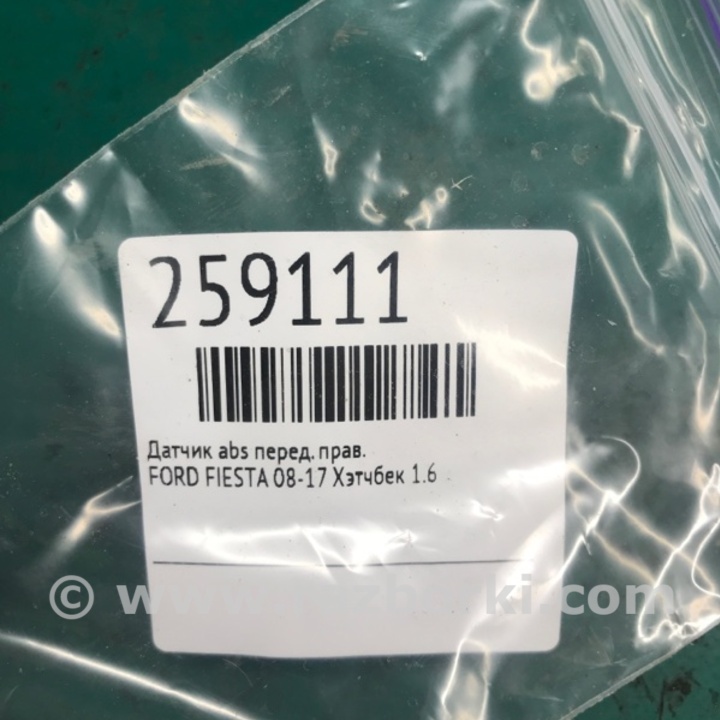 259111
Датчик abs перед. прав.
FORD FIESTA 08-17 Хэтчбек 1.6
©